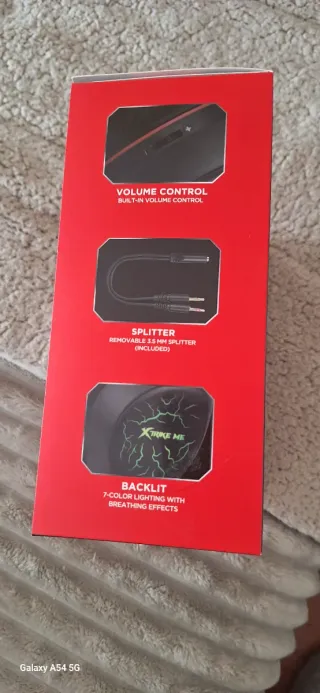 VOLUME CONTROL
BUILT-IN VOLUME CONTROL
SPLITTER
REMOVABLE 3.5 MM SPLITTER
(INCLUDED)
XTRIKE ME
BACKLIT
7-COLOR LIGHTING WITH
BREATHING EFFECTS
Galaxy A54 5G